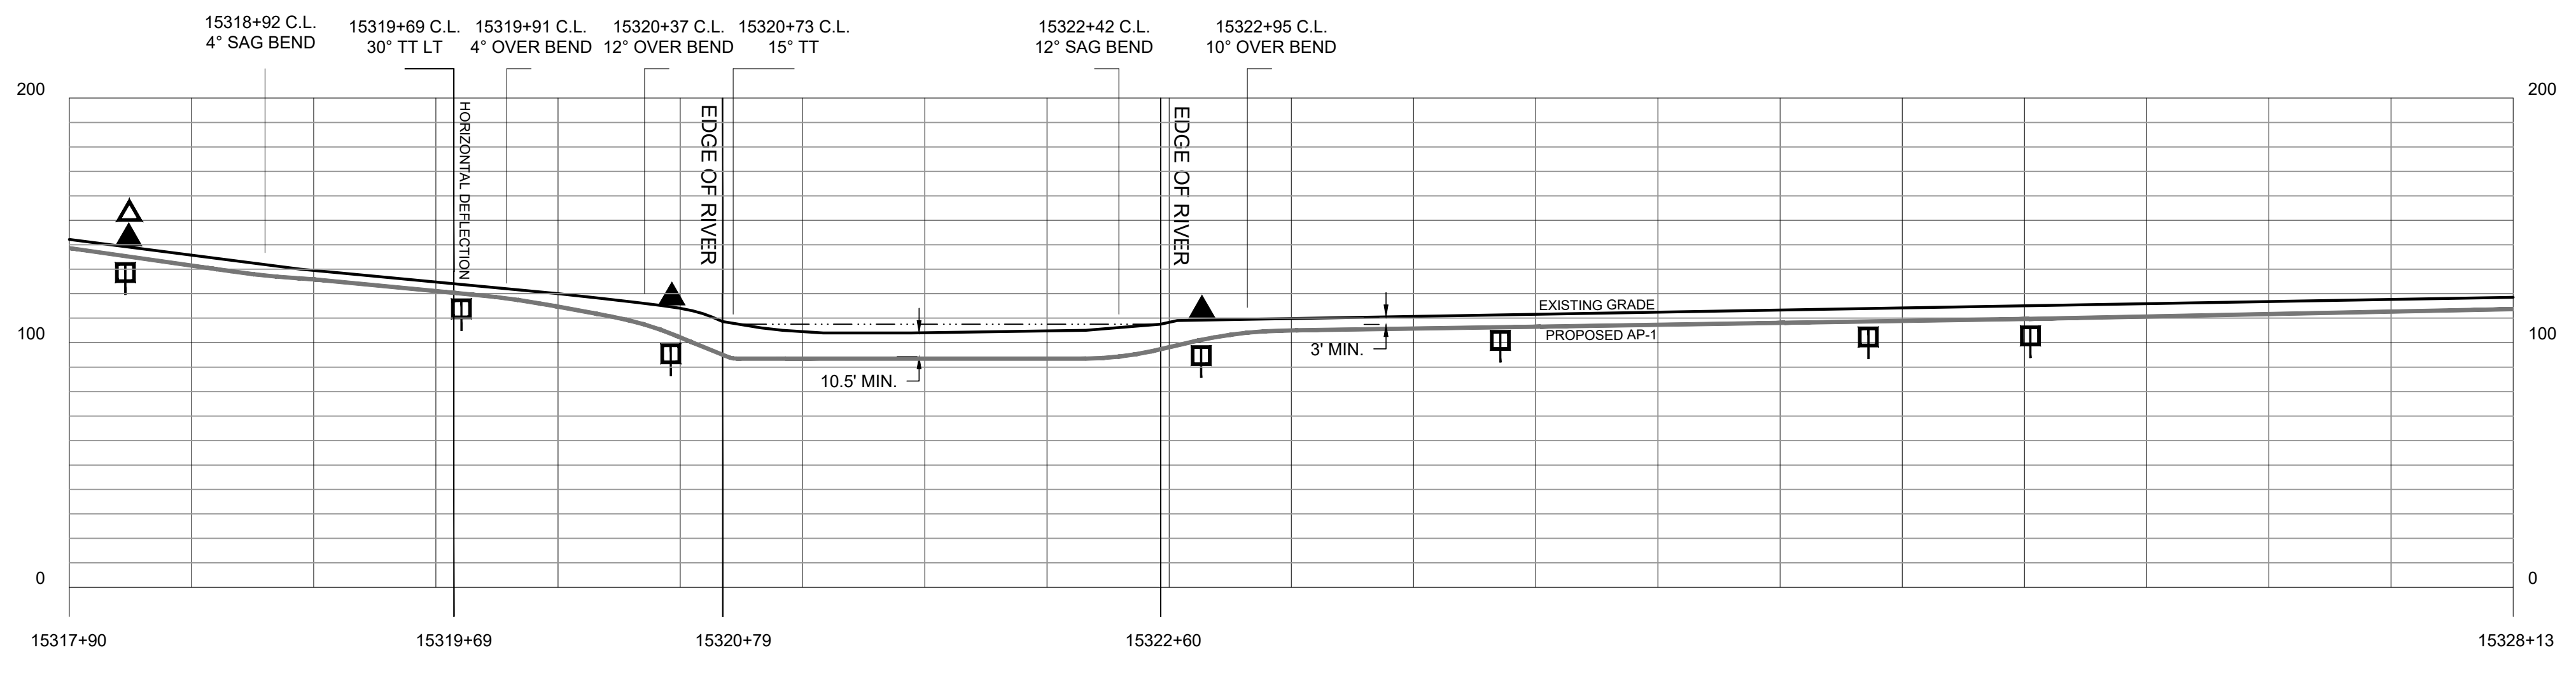 15318+92 C.L.
4° SAG BEND
15319+69 C.L.
30° TT LT
15319+91 C.L.
4° OVER BEND
15320+37 C.L.
12° OVER BEND
15320+73 C.L.
15° TT
15322+42 C.L.
12° SAG BEND
15322+95 C.L.
10° OVER BEND
200
200
HORIZONTAL DEFLECTION
EDGE OF RIVER
EDGE OF RIVER
EXISTING GRADE
100
100
PROPOSED AP-1
3' MIN.
10.5' MIN.
0
0
15317+90
15319+69
15320+79
15322+60
15328+13